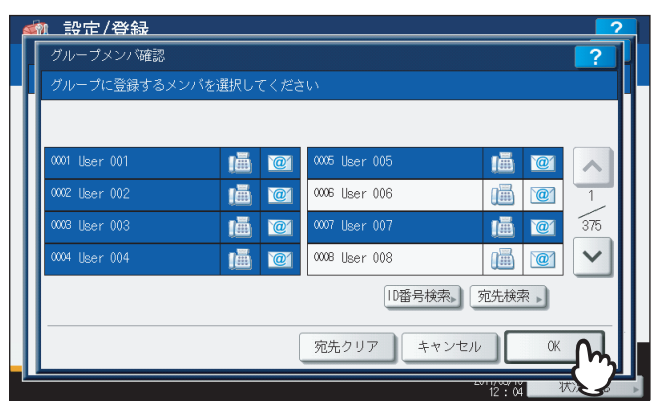 設定/登録 ?
グループメンバ確認 ?
グループに登録するメンバを選択してください
0001 User 001 @ 0005 User 005 @
0002 User 002 @ 0006 User 006 @
0003 User 003 @ 0007 User 007 @
0004 User 004 @ 0008 User 008 @
1
375
ID番号検索 宛先検索
宛先クリア キャンセル OK
12:04